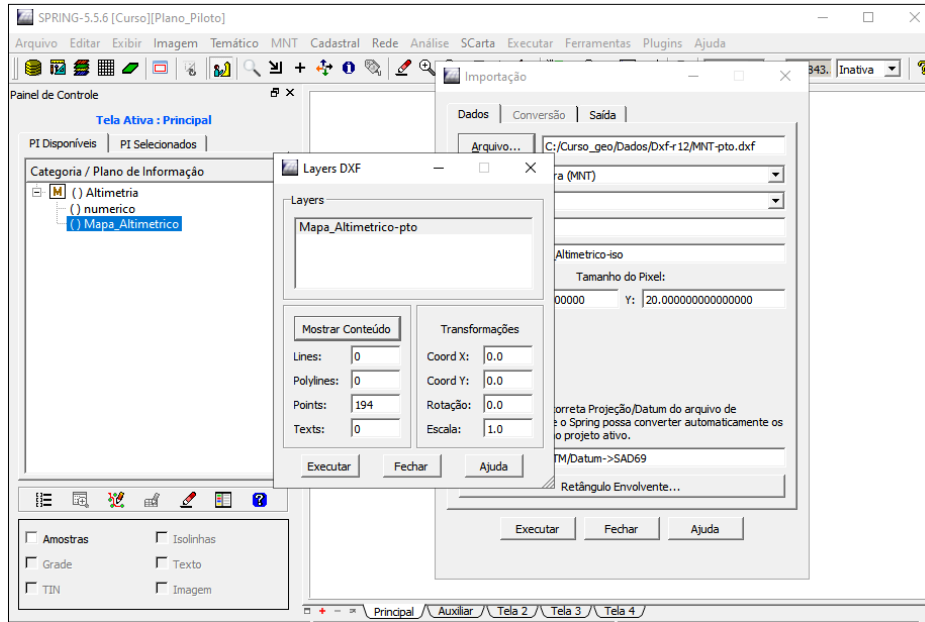 SPRING-5.5.6 [Curso][Plano_Piloto]
Arquivo Editar Exibir Imagem Temático MNT Cadastral Rede Análise SCarta Executar Ferramentas Plugins Ajuda
843. Inativa
Painel de Controle
Tela Ativa : Principal
PI Disponíveis PI Selecionados
Categoria / Plano de Informação
M () Altimetria
() numerico
() Mapa_Altimetrico
Amostras Isolinhas
Grade Texto
TIN Imagem
Importação
Dados Conversão Saída
Arquivo... C:/Curso_geo/Dados/Dxf-r12/MNT-pto.dxf
ra (MNT)
Altimetrico-iso
Tamanho do Pixel:
00000 Y: 20.000000000000000
orreta Projeção/Datum do arquivo de
e o Spring possa converter automaticamente os
o projeto ativo.
TM/Datum->SAD69
Retângulo Envolvente...
Executar Fechar Ajuda
Layers DXF
Layers
Mapa_Altimetrico-pto
Mostrar Conteúdo Transformações
Lines: 0 Coord X: 0.0
Polylines: 0 Coord Y: 0.0
Points: 194 Rotação: 0.0
Texts: 0 Escala: 1.0
Executar Fechar Ajuda
Principal Auxiliar Tela 2 Tela 3 Tela 4